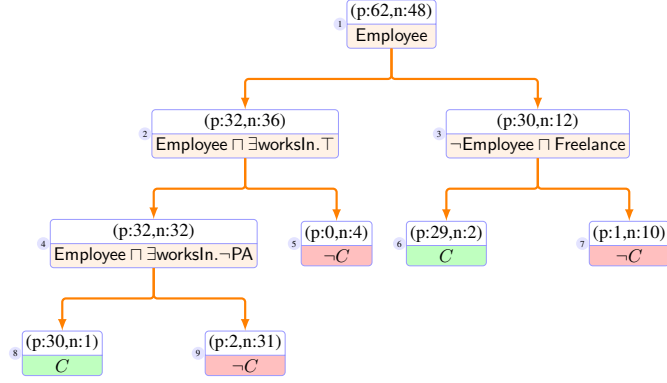 1
(p:62,n:48)
Employee
2
(p:32,n:36)
Employee ⊓ ∃worksIn.⊤
3
(p:30,n:12)
¬Employee ⊓ Freelance
4
(p:32,n:32)
Employee ⊓ ∃worksIn.¬PA
5
(p:0,n:4)
¬C
6
(p:29,n:2)
C
7
(p:1,n:10)
¬C
8
(p:30,n:1)
C
9
(p:2,n:31)
¬C